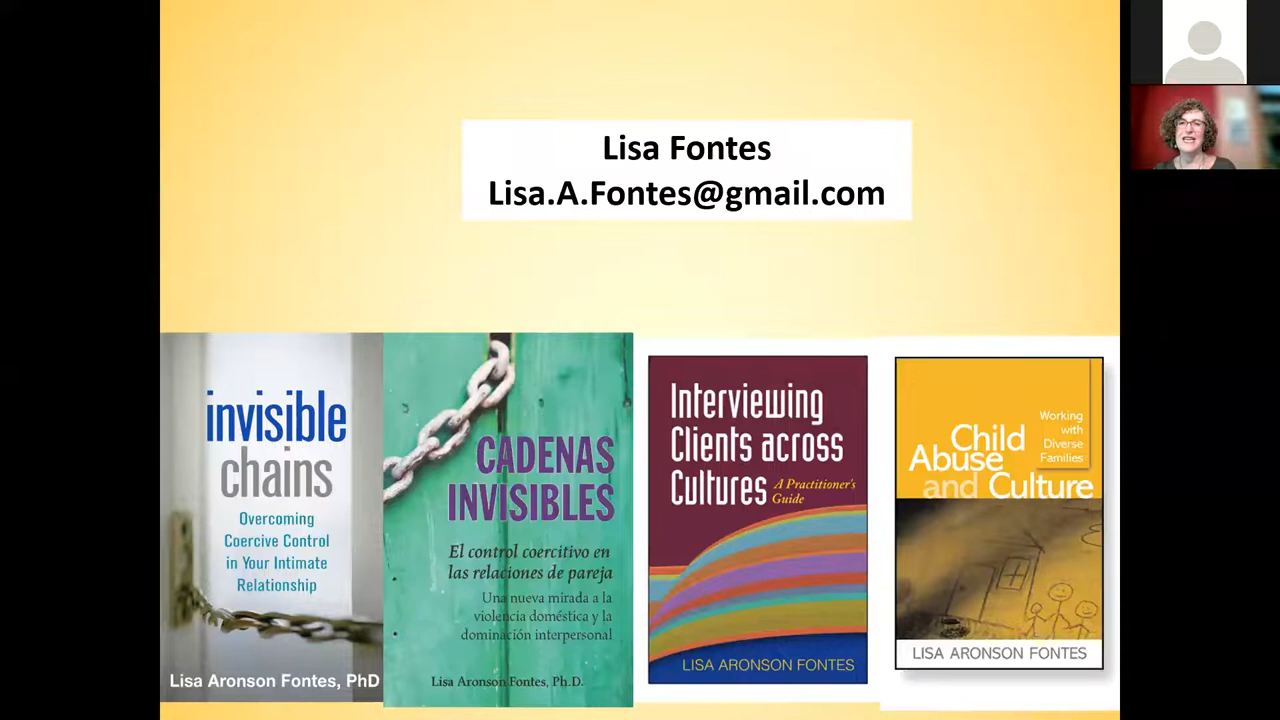 Lisa Fontes
Lisa.A.Fontes@gmail.com
invisible
chains
Overcoming
Coercive Control
in Your Intimate
Relationship
Lisa Aronson Fontes, PhD
CADENAS
INVISIBLES
El control coercitivo en
las relaciones de pareja
Una nueva mirada a la
violencia doméstica y la
dominación interpersonal
Lisa Aronson Fontes, Ph.D.
Interviewing
Clients across
Cultures
A Practitioner's
Guide
LISA ARONSON FONTES
Working
with
Diverse
Families
Child
Abuse
and Culture
LISA ARONSON FONTES